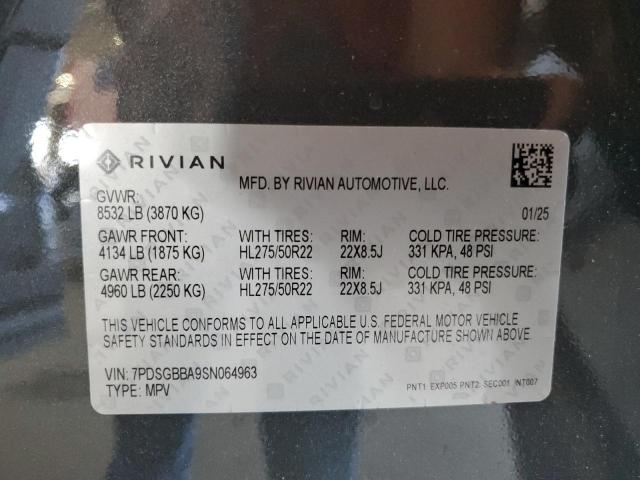 RIVIAN
MFD. BY RIVIAN AUTOMOTIVE, LLC.
GVWR:
8532 LB (3870 KG) 01/25
GAWR FRONT: WITH TIRES: RIM: COLD TIRE PRESSURE:
4134 LB (1875 KG) HL275/50R22 22X8.5J 331 KPA, 48 PSI
GAWR REAR: WITH TIRES: RIM: COLD TIRE PRESSURE:
4960 LB (2250 KG) HL275/50R22 22X8.5J 331 KPA, 48 PSI
THIS VEHICLE CONFORMS TO ALL APPLICABLE U.S. FEDERAL MOTOR VEHICLE
SAFETY STANDARDS IN EFFECT ON THE DATE OF MANUFACTURE SHOWN ABOVE.
VIN: 7PDSGBBA9SN064963
TYPE: MPV
PNT1: EXP005 PNT2: SEC001 INT007